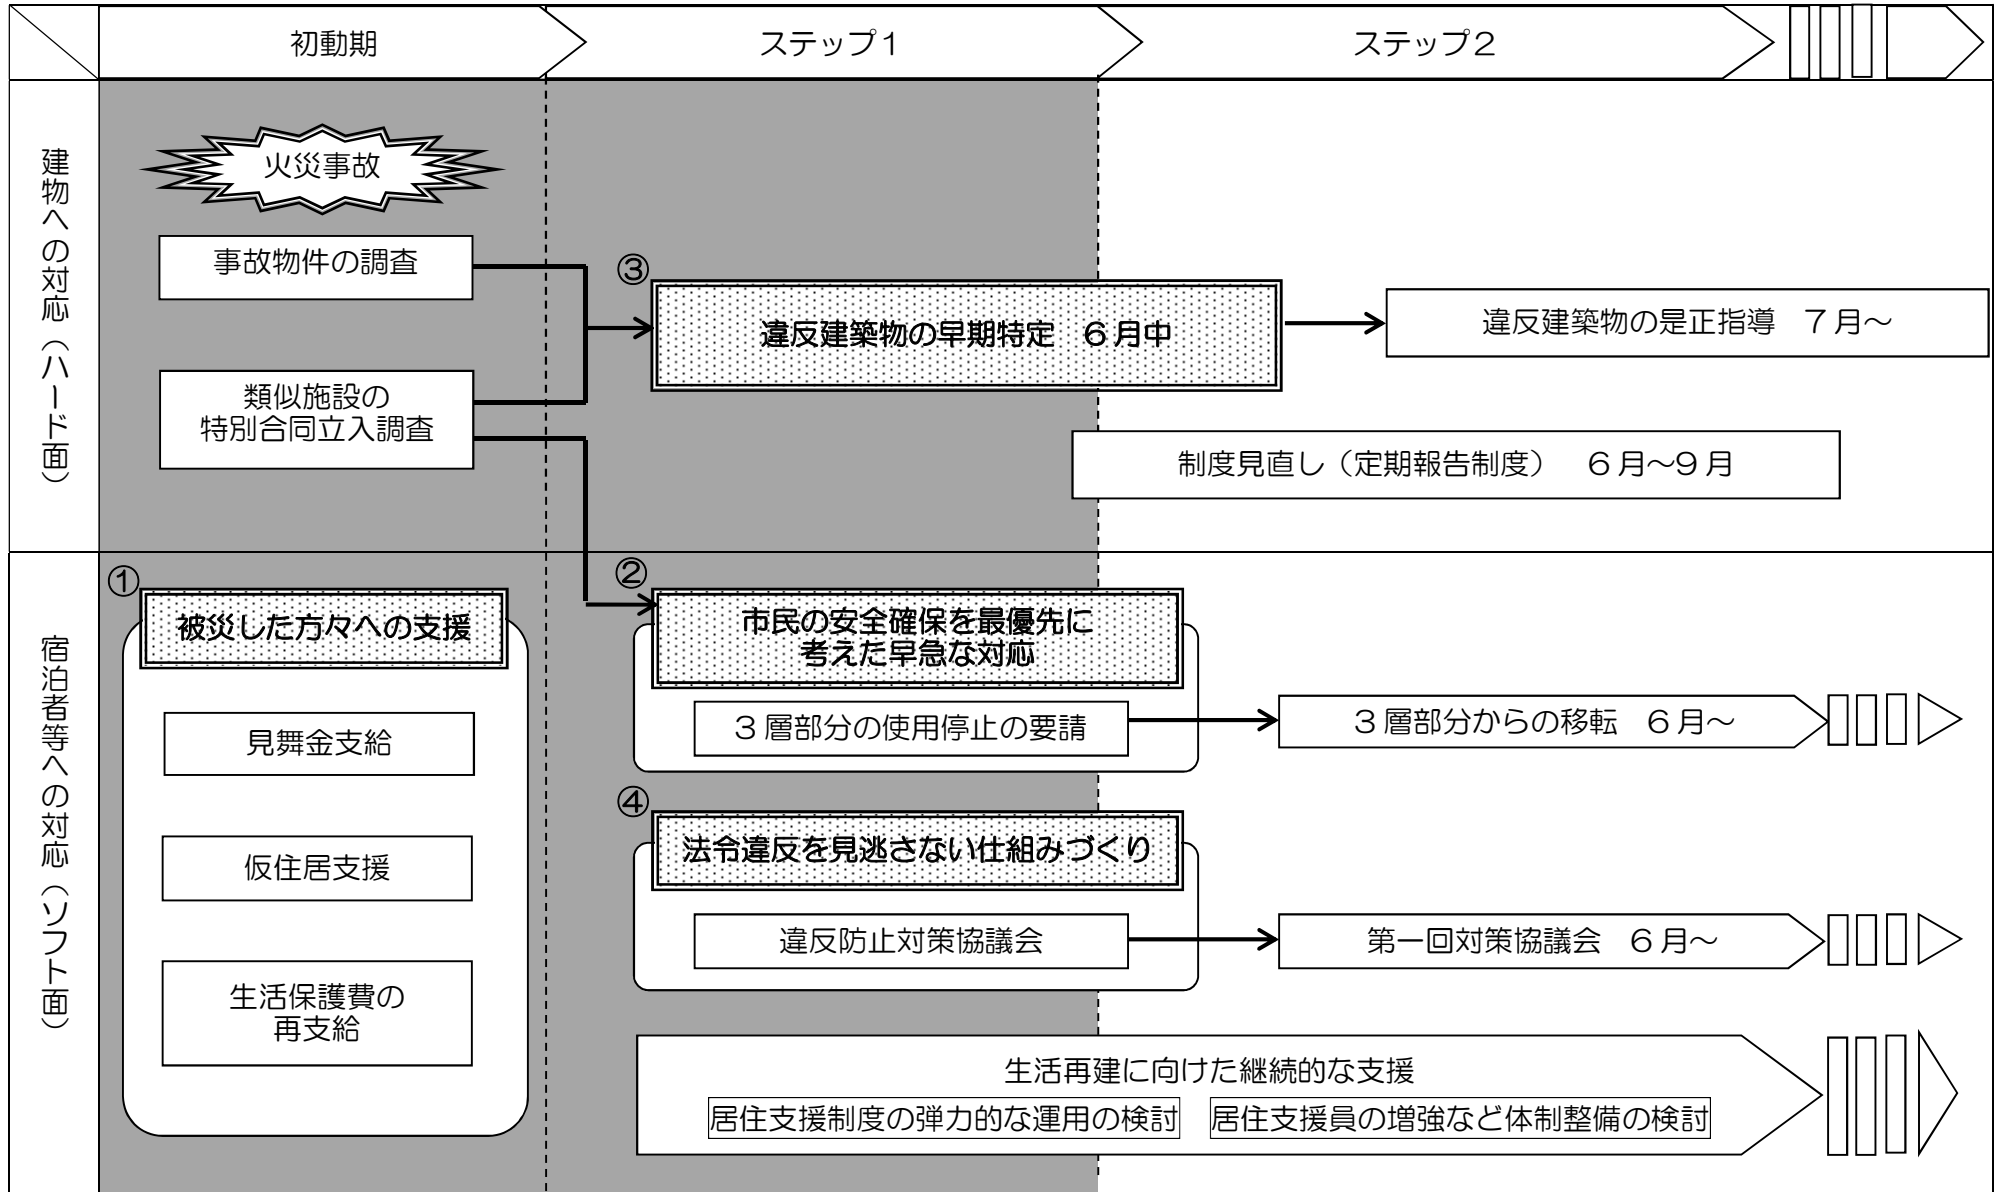 初動期
ステップ1
ステップ2
建物への対応（ハード面）
火災事故
事故物件の調査
類似施設の
特別合同立入調査
③
違反建築物の早期特定　6月中
違反建築物の是正指導　7月～
制度見直し（定期報告制度）　6月～9月
宿泊者等への対応（ソフト面）
①
被災した方々への支援
見舞金支給
仮住居支援
生活保護費の
再支給
②
市民の安全確保を最優先に
考えた早急な対応
3層部分の使用停止の要請
3層部分からの移転　6月～
④
法令違反を見逃さない仕組みづくり
違反防止対策協議会
第一回対策協議会　6月～
生活再建に向けた継続的な支援
居住支援制度の弾力的な運用の検討
居住支援員の増強など体制整備の検討